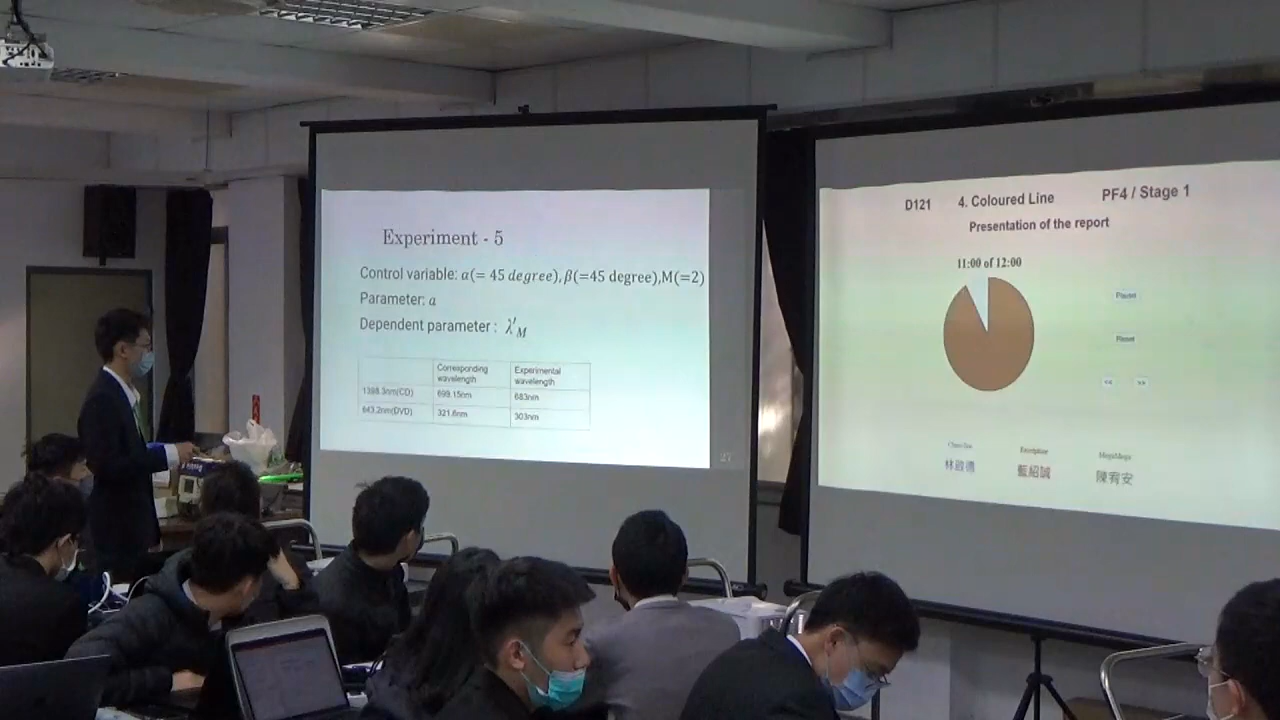 Experiment - 5
Control variable: α(= 45 degree),β(=45 degree),M(=2)
Parameter: a
Dependent parameter : λ′M
Corresponding wavelength Experimental wavelength
1398.3nm(CD) 699.15nm 683nm
643.2nm(DVD) 321.6nm 303nm
27
D121 4. Coloured Line PF4 / Stage 1
Presentation of the report
11:00 of 12:00
Reset
<< >>
林啟德 藍紹誠 陳宥安